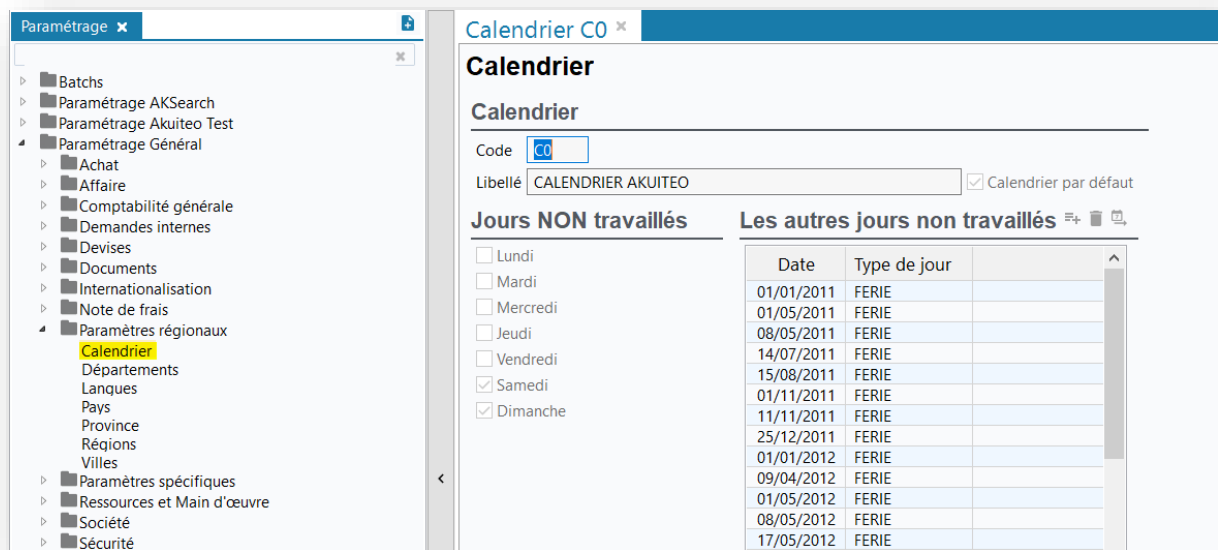 Paramétrage
Batchs
Paramétrage AKSearch
Paramétrage Akuiteo Test
Paramétrage Général
Achat
Affaire
Comptabilité générale
Demandes internes
Devises
Documents
Internationalisation
Note de frais
Paramètres régionaux
Calendrier
Départements
Langues
Pays
Province
Régions
Villes
Paramètres spécifiques
Ressources et Main d'œuvre
Société
Sécurité
Calendrier C0
Calendrier
Calendrier
Code C0
Libellé CALENDRIER AKUITEO Calendrier par défaut
Jours NON travaillés
Lundi
Mardi
Mercredi
Jeudi
Vendredi
Samedi
Dimanche
Les autres jours non travaillés
Date Type de jour
01/01/2011 FERIE
01/05/2011 FERIE
08/05/2011 FERIE
14/07/2011 FERIE
15/08/2011 FERIE
01/11/2011 FERIE
11/11/2011 FERIE
25/12/2011 FERIE
01/01/2012 FERIE
09/04/2012 FERIE
01/05/2012 FERIE
08/05/2012 FERIE
17/05/2012 FERIE